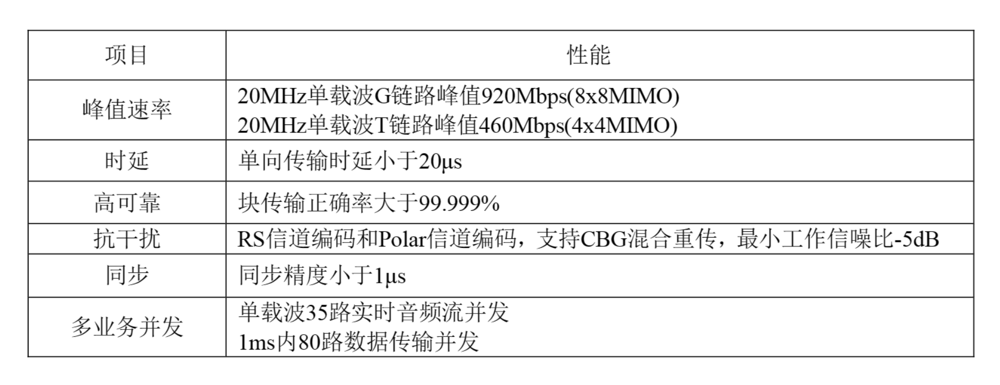 项目
性能
峰值速率
20MHz单载波G链路峰值920Mbps(8x8MIMO)
20MHz单载波T链路峰值460Mbps(4x4MIMO)
时延
单向传输时延小于20μs
高可靠
块传输正确率大于99.999%
抗干扰
RS信道编码和Polar信道编码，支持CBG混合重传，最小工作信噪比-5dB
同步
同步精度小于1μs
多业务并发
单载波35路实时音频流并发
1ms内80路数据传输并发